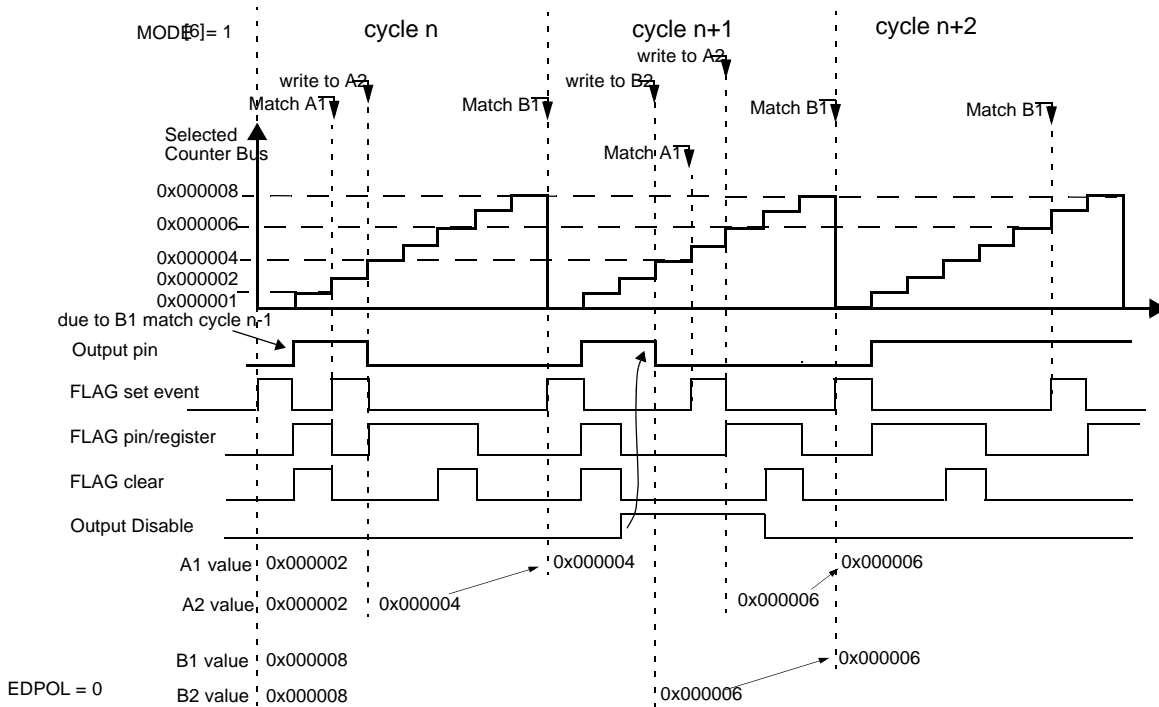 MODE[6]= 1
cycle n
cycle n+1
cycle n+2
write to A2
write to A2
write to B2
Match A1
Match B1
Match B1
Match B1
Selected
Counter Bus
Match A1
0x000008
0x000006
0x000004
0x000002
0x000001
due to B1 match cycle n-1
Output pin
FLAG set event
FLAG pin/register
FLAG clear
Output Disable
A1 value 0x000002 0x000004 0x000006
A2 value 0x000002 0x000004 0x000006
B1 value 0x000008 0x000006
EDPOL = 0
B2 value 0x000008 0x000006